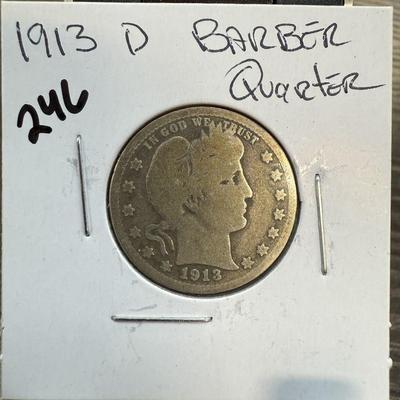 1913 D BARBER
QuarTER
246
IN GOD WE TRUST
1913